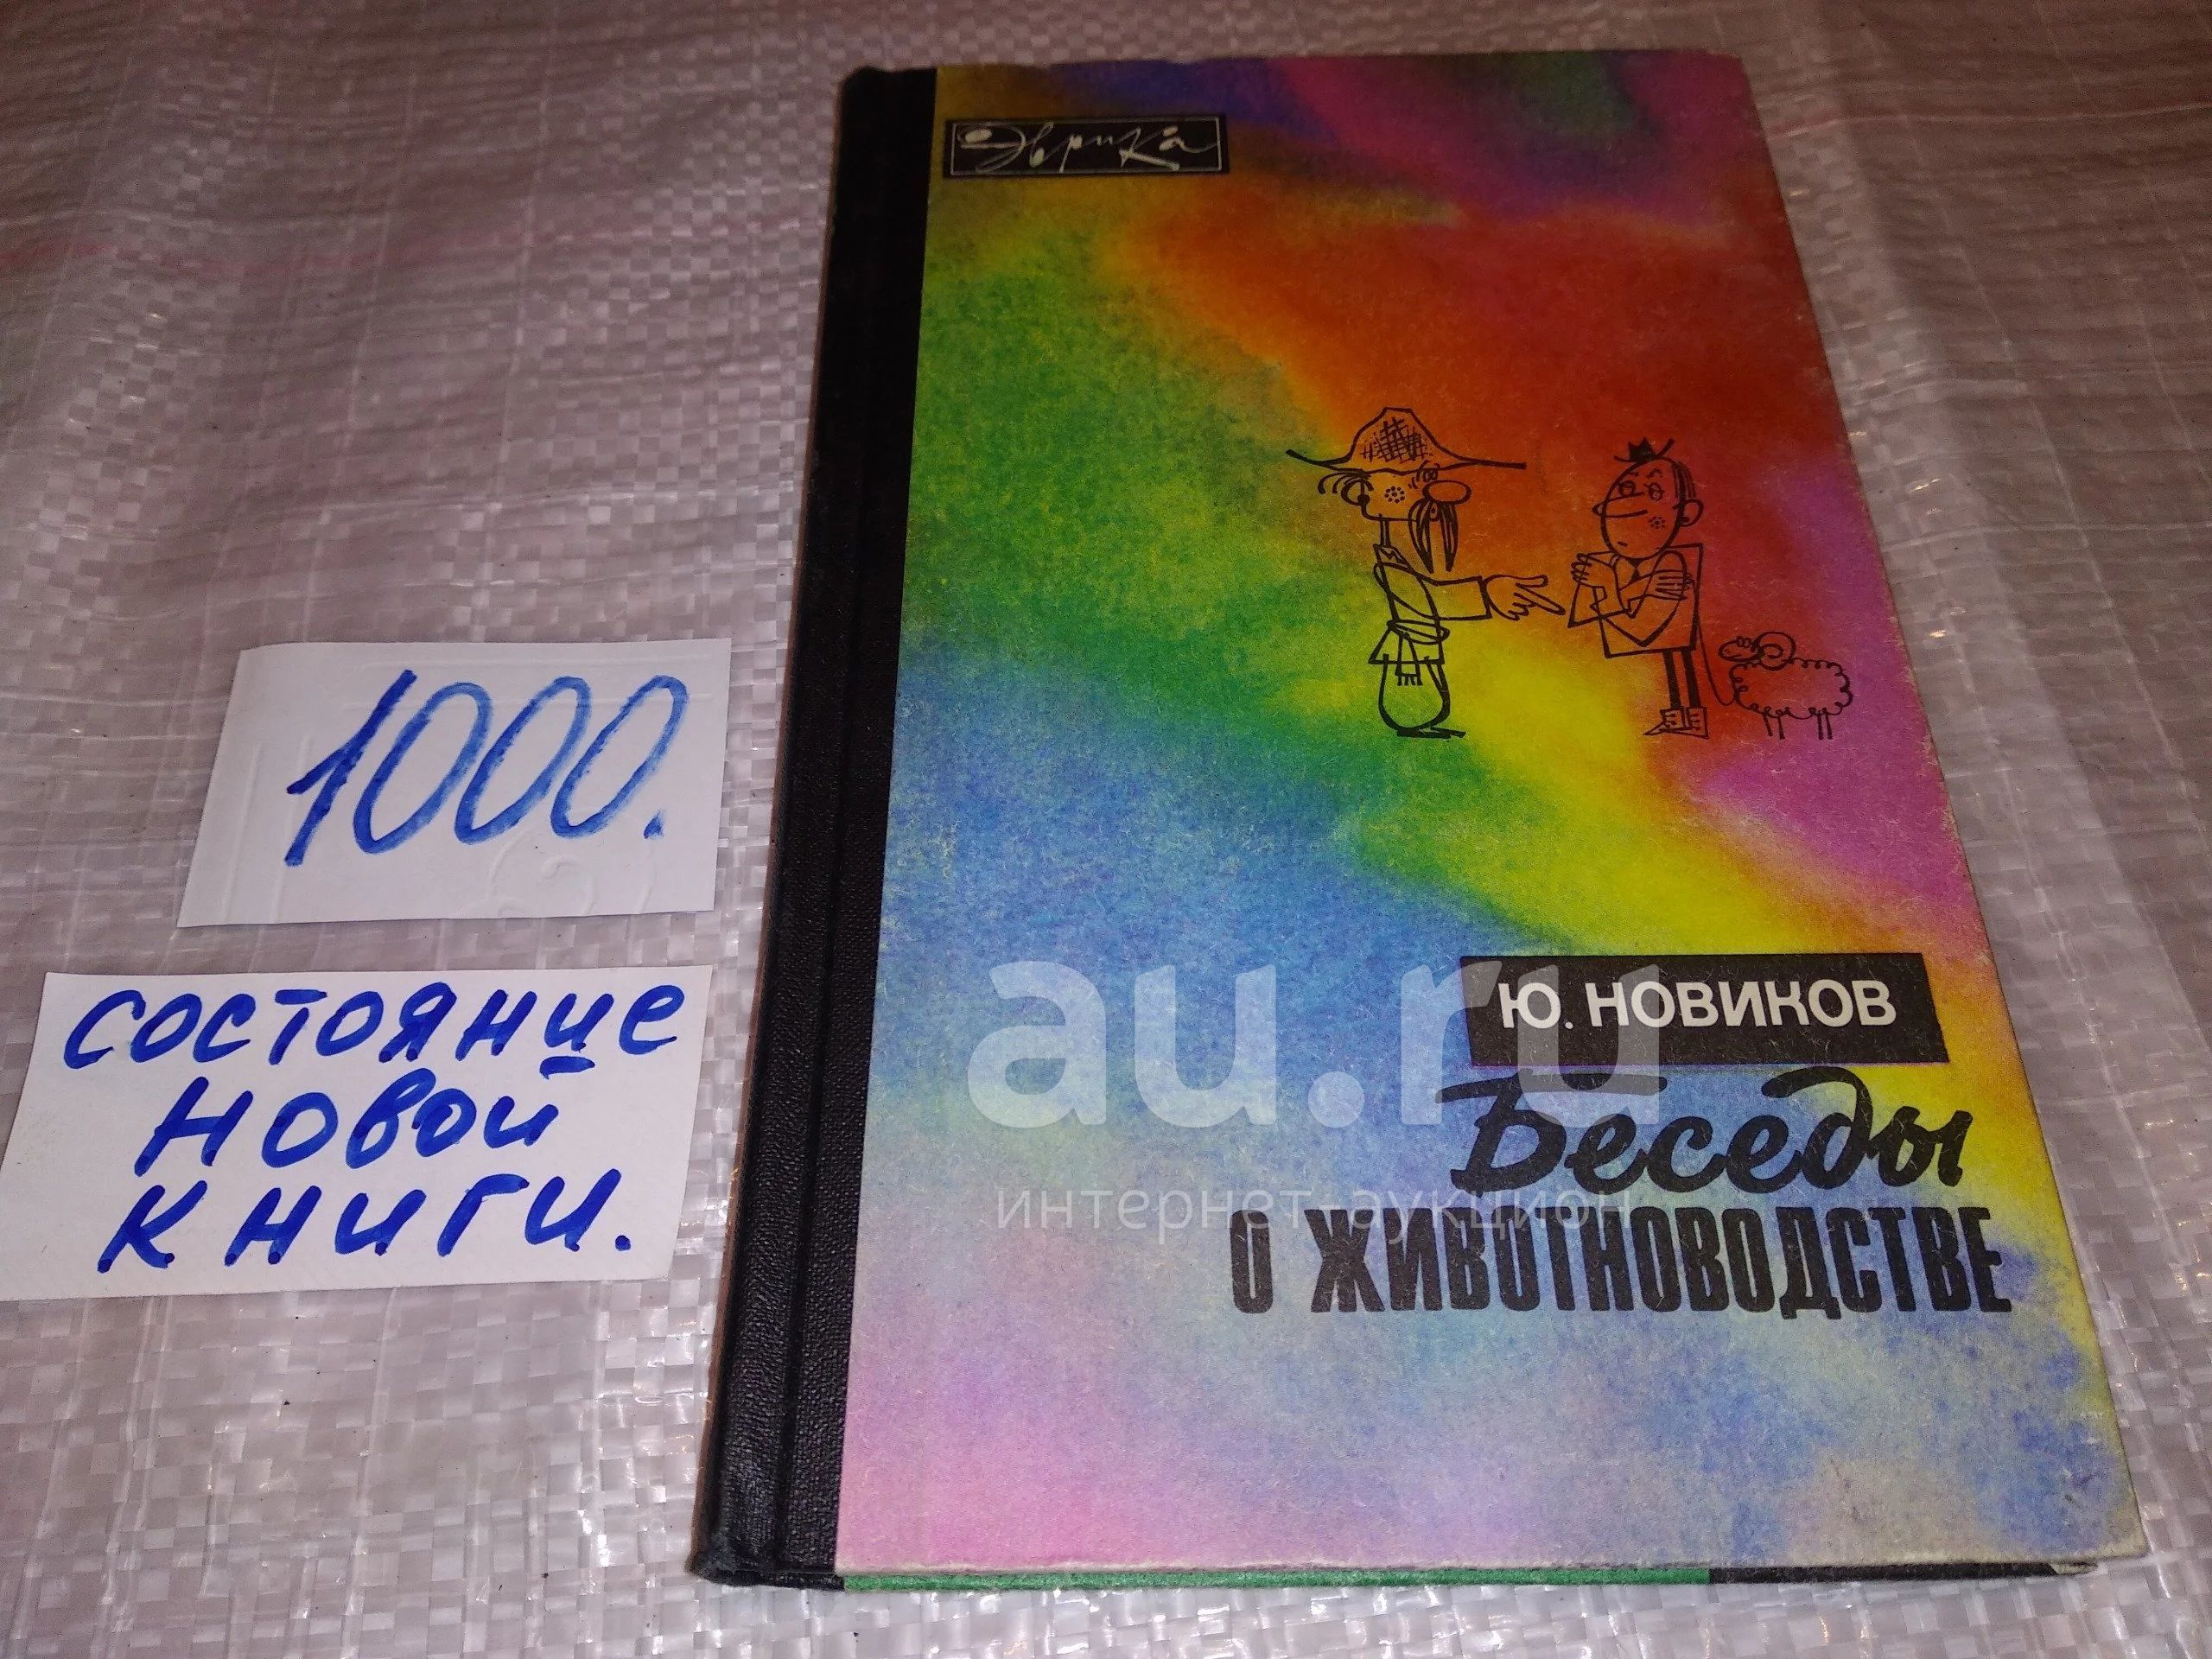 Эврика
1000.
состояние
новой
книги.
Ю. НОВИКОВ
Беседы
О ЖИВОТНОВОДСТВЕ
au.ru
интернет-аукцион